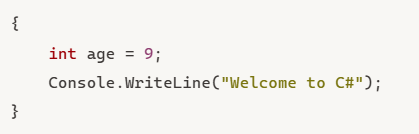 {
    int age = 9;
    Console.WriteLine("Welcome to C#");
}